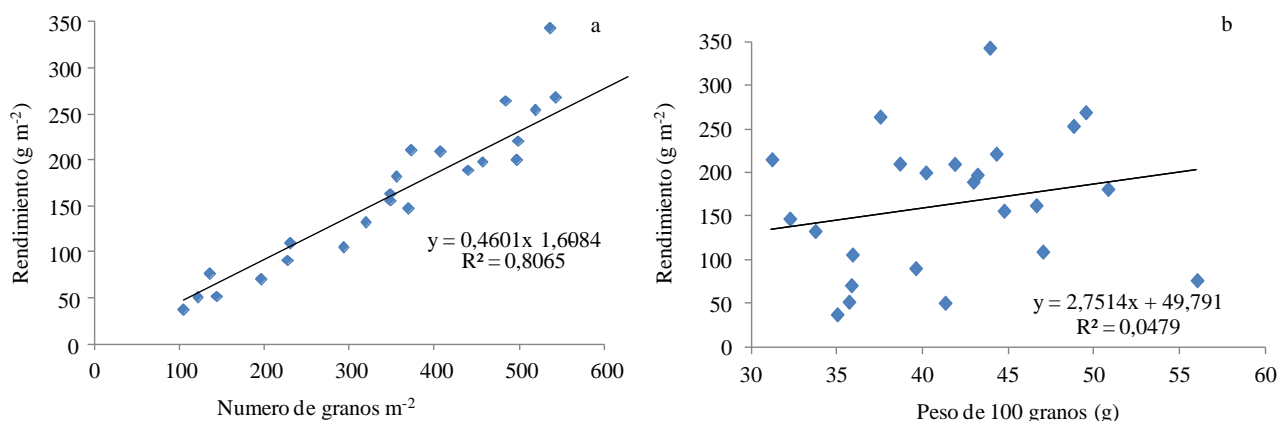 a
350
300
250
200
150
100
50
0
Rendimiento (g m-2)
y = 0,4601x 1,6084
R² = 0,8065
0 100 200 300 400 500 600
Numero de granos m-2
b
350
300
250
200
150
100
50
0
Rendimiento (g m-2)
y = 2,7514x + 49,791
R² = 0,0479
30 35 40 45 50 55 60
Peso de 100 granos (g)